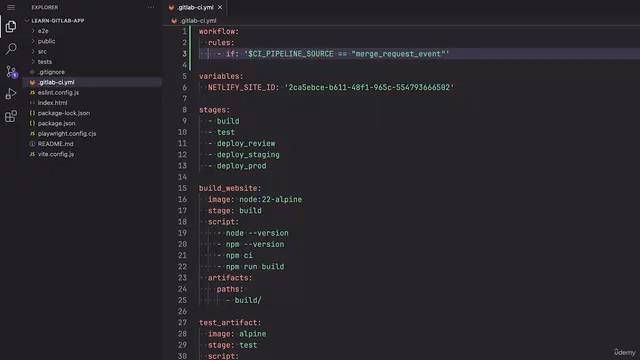 EXPLORER
LEARN-GITLAB-APP
e2e
public
src
tests
.gitignore
.gitlab-ci.yml
eslint.config.js
index.html
package-lock.json
package.json
playwright.config.cjs
README.md
vite.config.js
.gitlab-ci.yml
.gitlab-ci.yml
1 workflow:
2 rules:
3 - if: '$CI_PIPELINE_SOURCE == "merge_request_event"'
4
5 variables:
6 NETLIFY_SITE_ID: '2ca5ebce-b611-48f1-965c-554793666502'
7
8 stages:
9 - build
10 - test
11 - deploy_review
12 - deploy_staging
13 - deploy_prod
14
15 build_website:
16 image: node:22-alpine
17 stage: build
18 script:
19 - node --version
20 - npm --version
21 - npm ci
22 - npm run build
23 artifacts:
24 paths:
25 - build/
26
27 test_artifact:
28 image: alpine
29 stage: test
30 script:
udemy